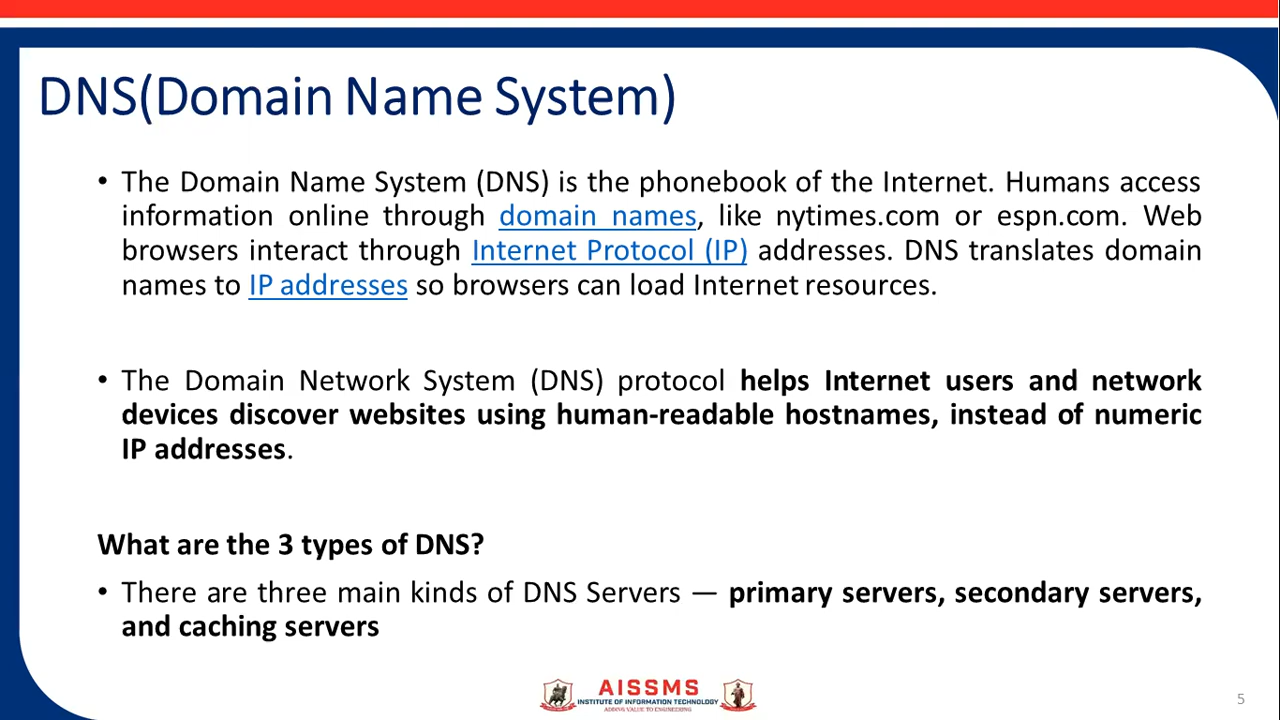 DNS(Domain Name System)
• The Domain Name System (DNS) is the phonebook of the Internet. Humans access
information online through domain names, like nytimes.com or espn.com. Web
browsers interact through Internet Protocol (IP) addresses. DNS translates domain
names to IP addresses so browsers can load Internet resources.
• The Domain Network System (DNS) protocol helps Internet users and network
devices discover websites using human-readable hostnames, instead of numeric
IP addresses.
What are the 3 types of DNS?
• There are three main kinds of DNS Servers — primary servers, secondary servers,
and caching servers
AISSMS
INSTITUTE OF INFORMATION TECHNOLOGY
ADDING VALUE TO ENGINEERING
5